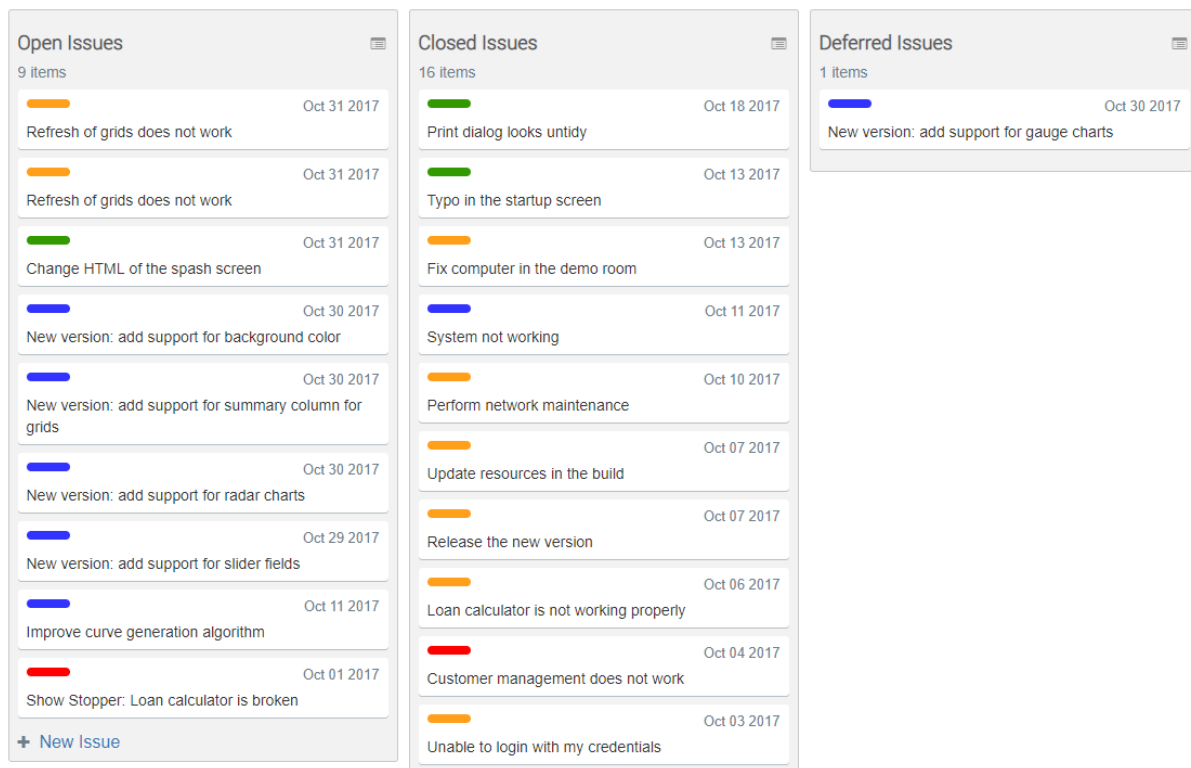 Open Issues
9 items
Oct 31 2017
Refresh of grids does not work
Oct 31 2017
Refresh of grids does not work
Oct 31 2017
Change HTML of the spash screen
Oct 30 2017
New version: add support for background color
Oct 30 2017
New version: add support for summary column for
grids
Oct 30 2017
New version: add support for radar charts
Oct 29 2017
New version: add support for slider fields
Oct 11 2017
Improve curve generation algorithm
Oct 01 2017
Show Stopper: Loan calculator is broken
+ New Issue
Closed Issues
16 items
Oct 18 2017
Print dialog looks untidy
Oct 13 2017
Typo in the startup screen
Oct 13 2017
Fix computer in the demo room
Oct 11 2017
System not working
Oct 10 2017
Perform network maintenance
Oct 07 2017
Update resources in the build
Oct 07 2017
Release the new version
Oct 06 2017
Loan calculator is not working properly
Oct 04 2017
Customer management does not work
Oct 03 2017
Unable to login with my credentials
Deferred Issues
1 items
Oct 30 2017
New version: add support for gauge charts